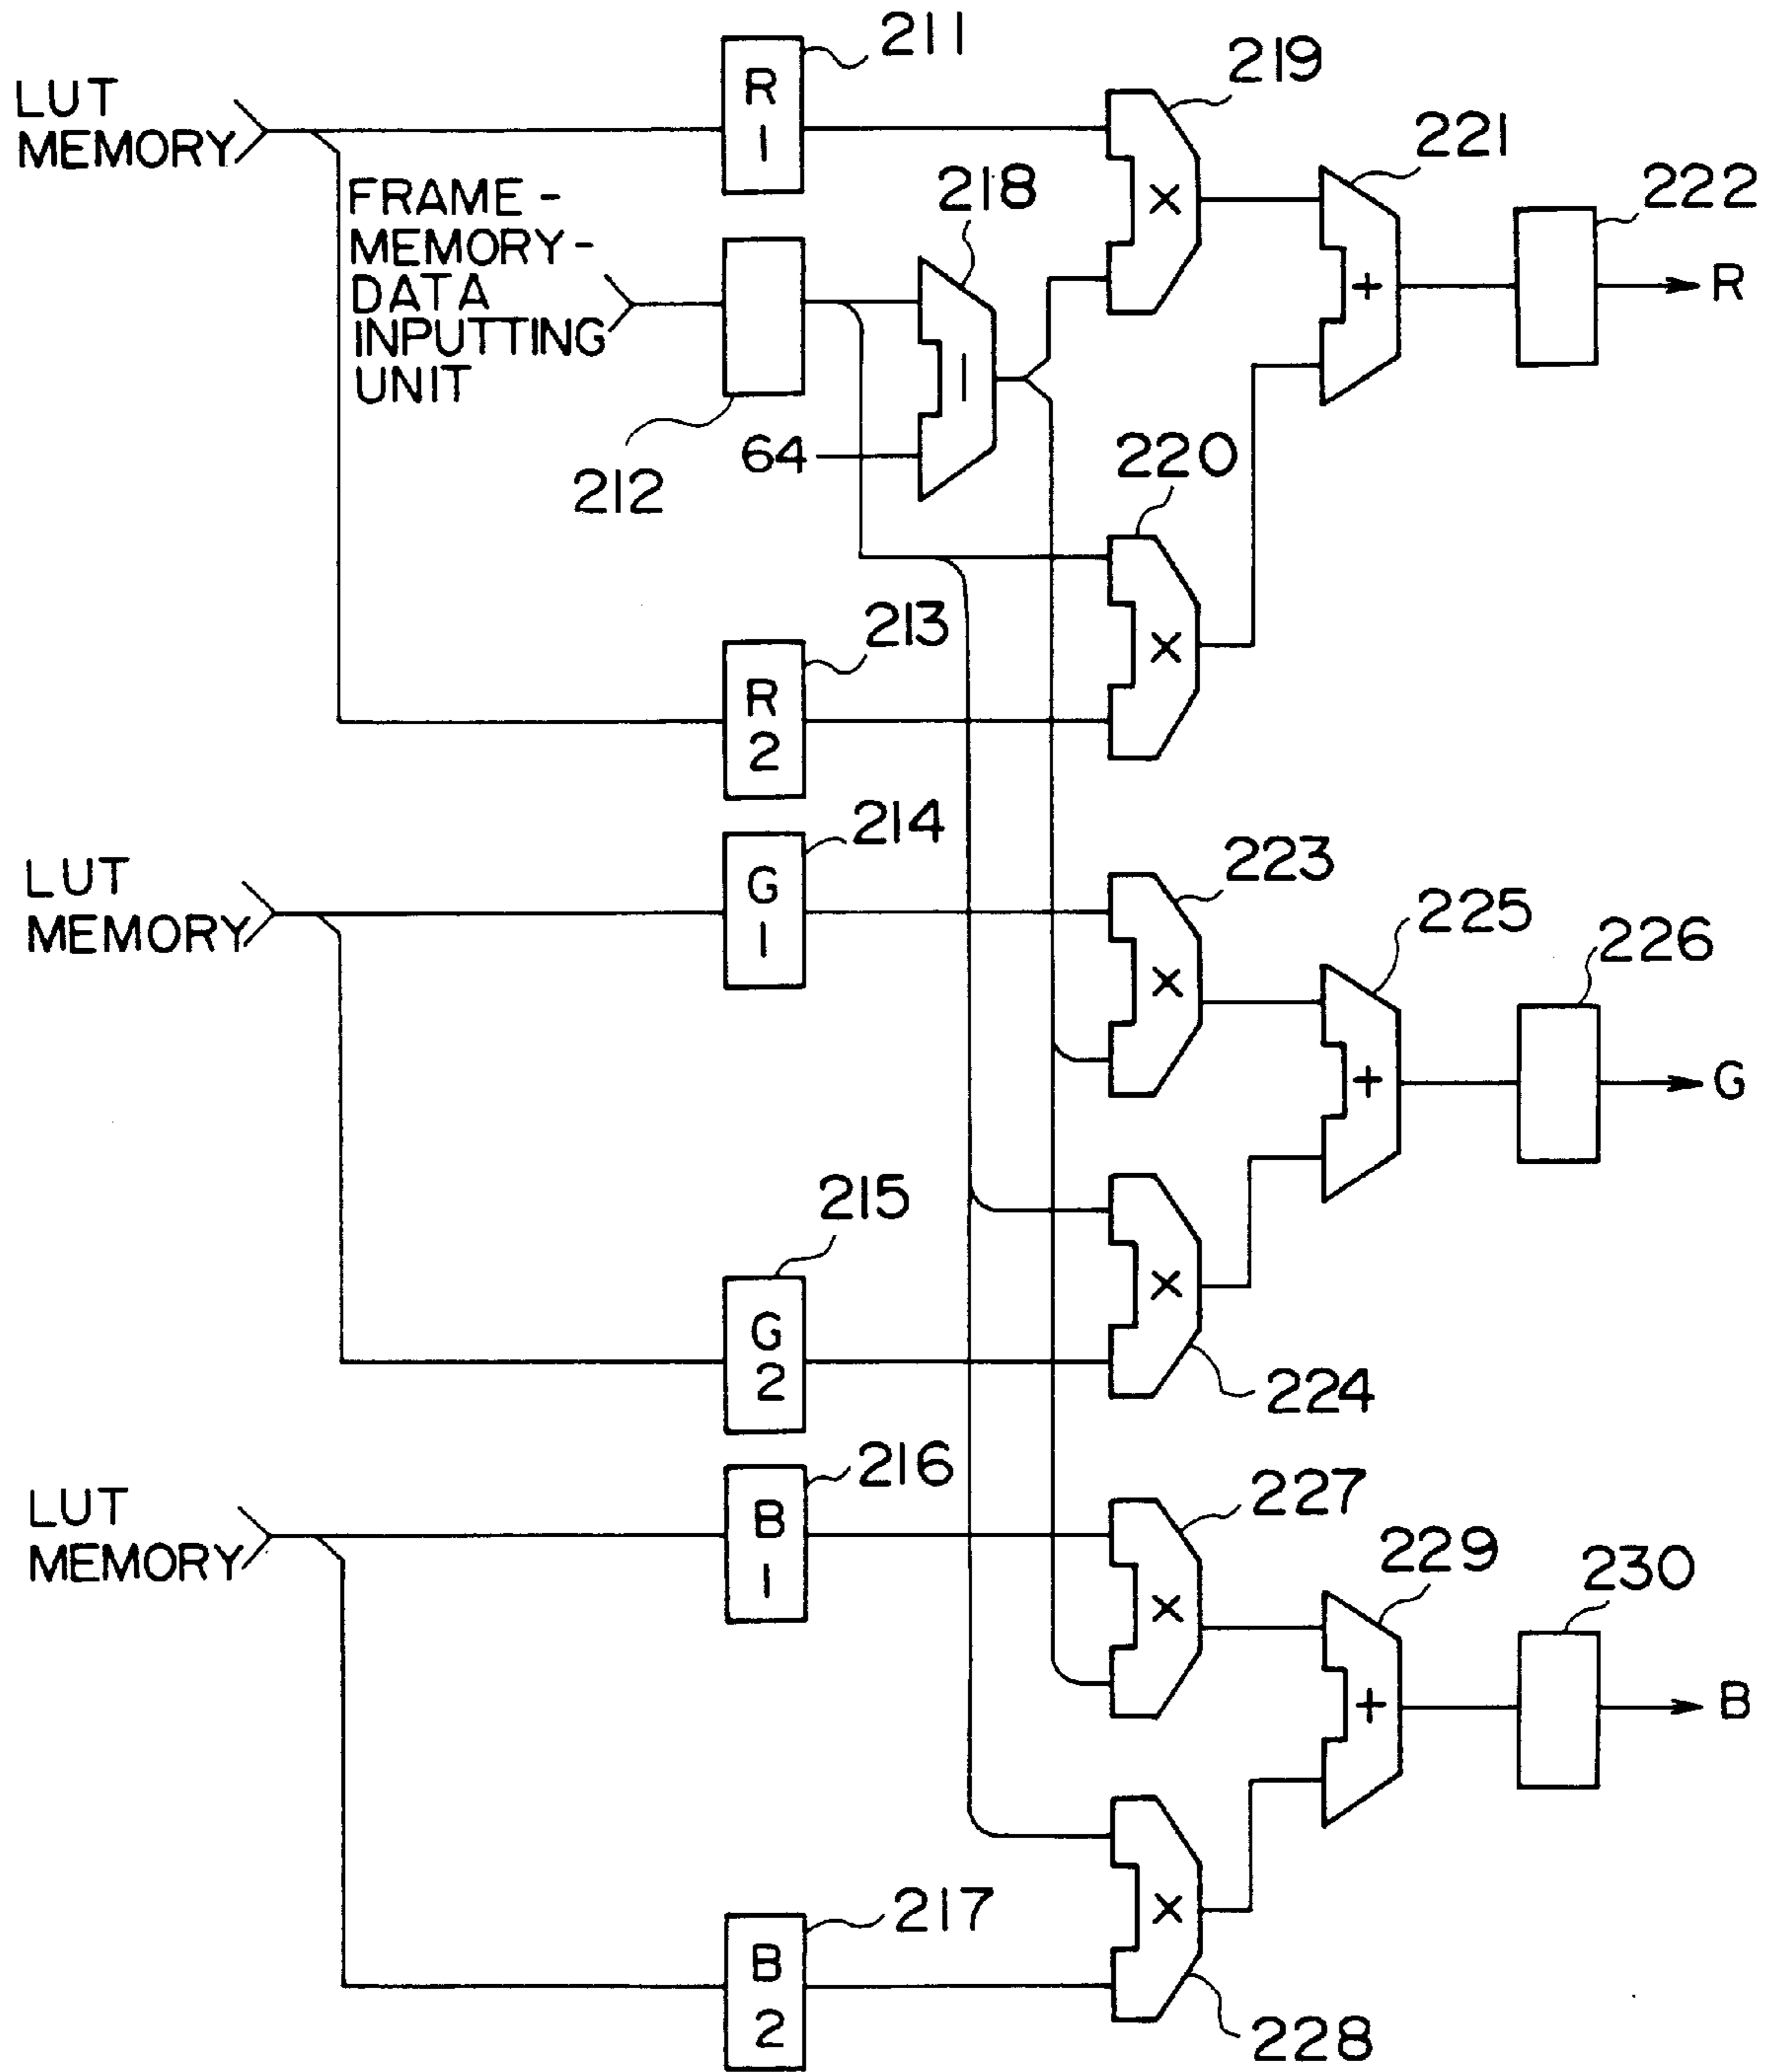 211
LUT
MEMORY
R
1
219
FRAME-
MEMORY-
DATA
INPUTTING
UNIT
218
×
221
222
+
R
−
64
212
220
213
×
R
2
214
LUT
MEMORY
G
1
223
225
226
×
+
G
215
G
2
×
224
216
LUT
MEMORY
B
1
227
229
230
×
+
B
217
B
2
×
228